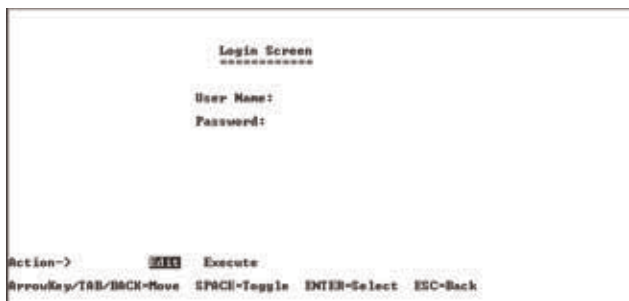 Login Screen
============
User Name:
Password:
Action-> Edit Execute
ArrowKey/TAB/BACK=Move SPACE=Toggle ENTER=Select ESC=Back